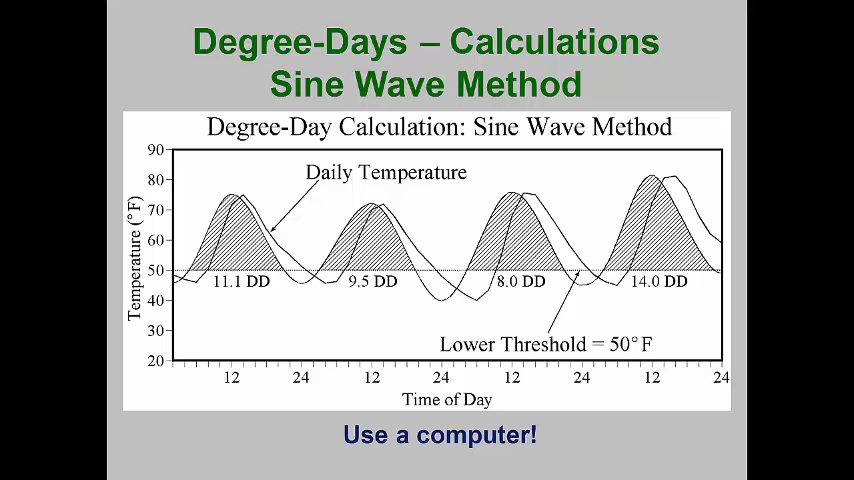 Degree-Days – Calculations
Sine Wave Method
Degree-Day Calculation: Sine Wave Method
90
Daily Temperature
80
70
60
50
40
30
20
Temperature (°F)
11.1 DD
9.5 DD
8.0 DD
14.0 DD
Lower Threshold = 50°F
12
24
12
24
12
24
12
24
Time of Day
Use a computer!